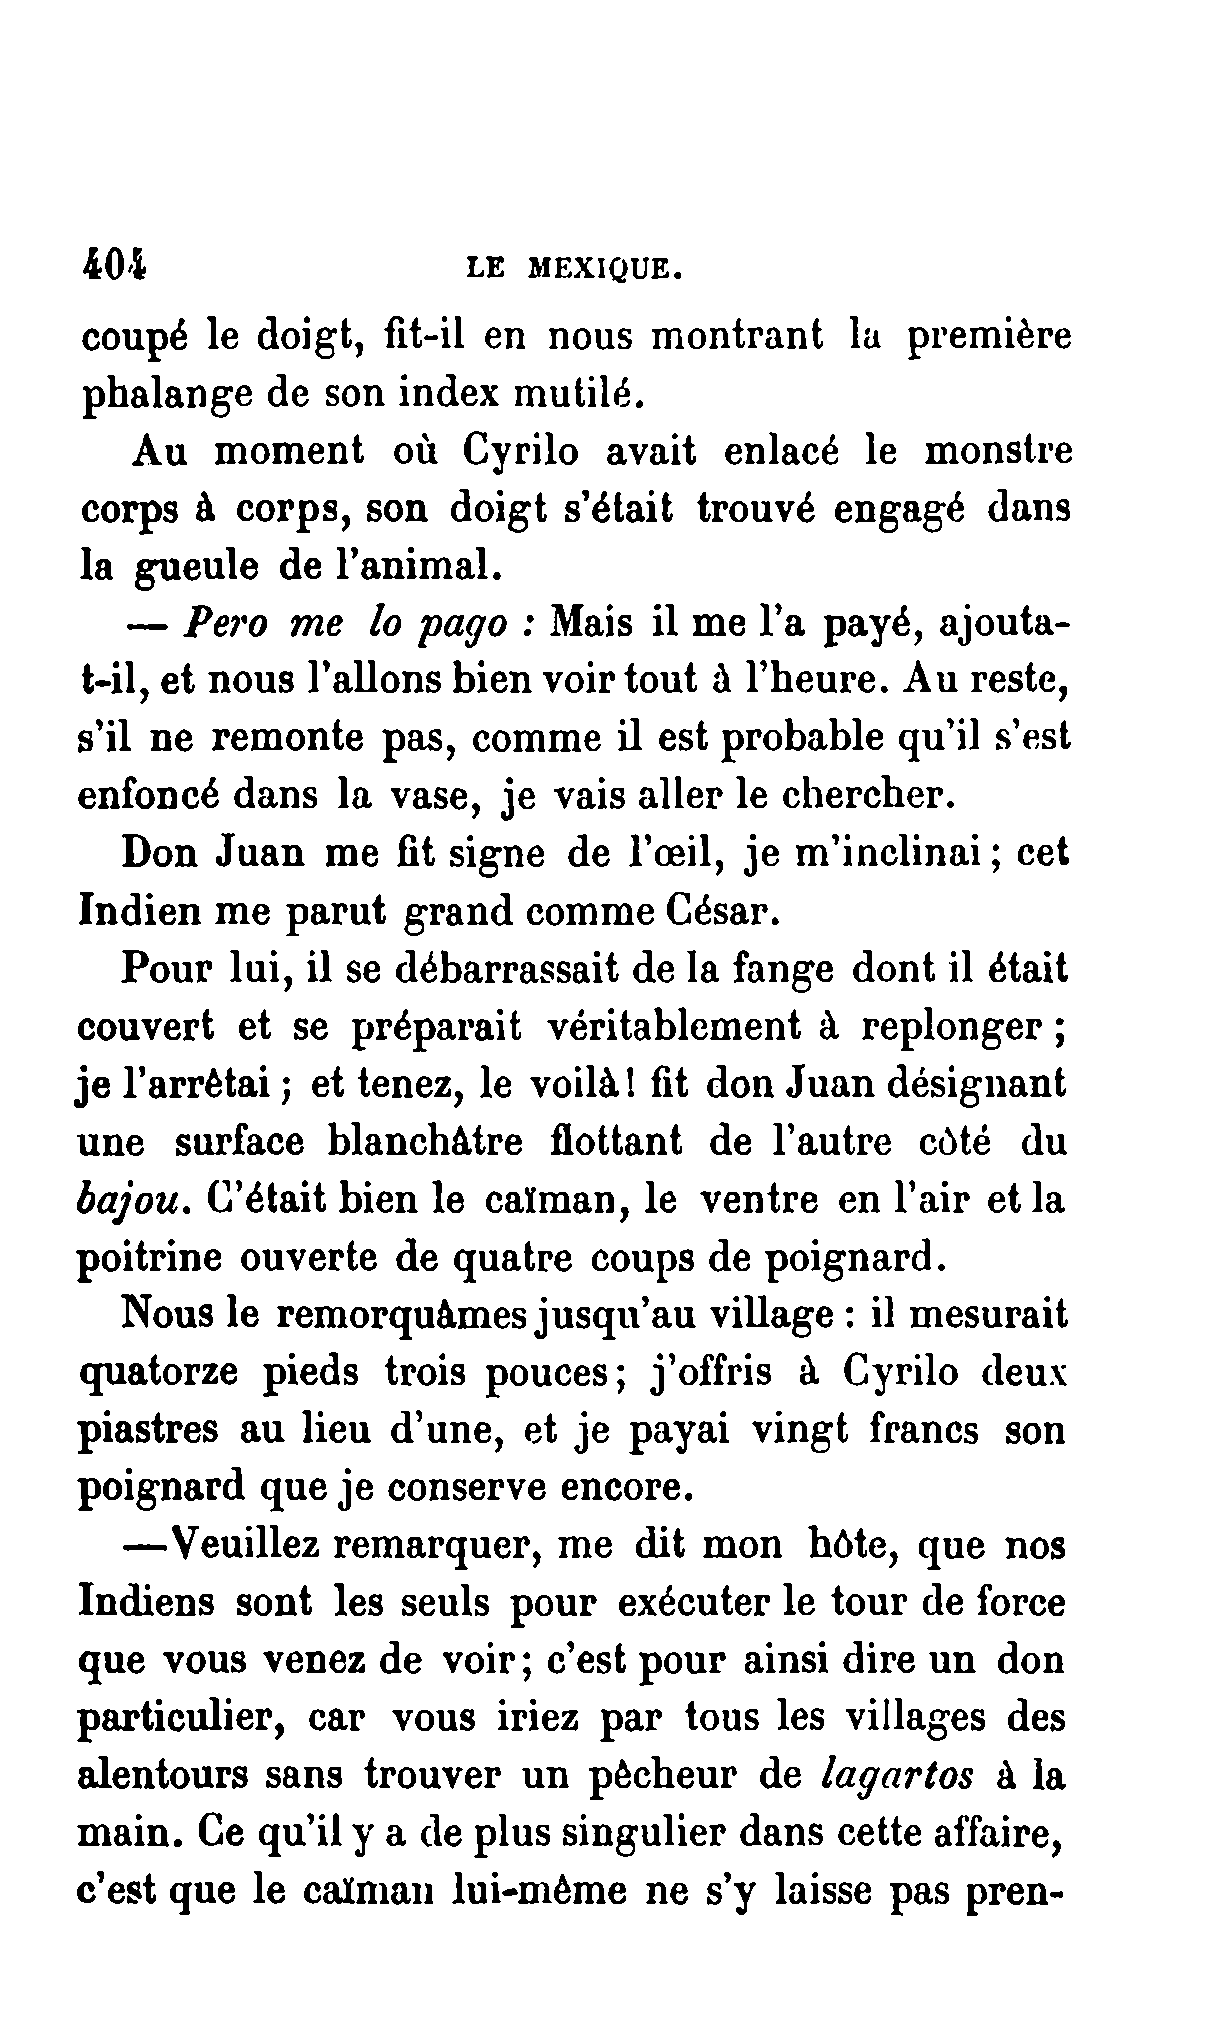 404 LE MEXIQUE.
coupé le doigt, fit-il en nous montrant la première
phalange de son index mutilé.
Au moment où Cyrilo avait enlacé le monstre
corps à corps, son doigt s'était trouvé engagé dans
la gueule de l'animal.
— Pero me lo pago : Mais il me l'a payé, ajouta-
t-il, et nous l'allons bien voir tout à l'heure. Au reste,
s'il ne remonte pas, comme il est probable qu'il s'est
enfoncé dans la vase, je vais aller le chercher.
Don Juan me fit signe de l'œil, je m'inclinai ; cet
Indien me parut grand comme César.
Pour lui, il se débarrassait de la fange dont il était
couvert et se préparait véritablement à replonger ;
je l'arrêtai ; et tenez, le voilà! fit don Juan désignant
une surface blanchâtre flottant de l'autre côté du
bajou. C'était bien le caïman, le ventre en l'air et la
poitrine ouverte de quatre coups de poignard.
Nous le remorquâmes jusqu'au village : il mesurait
quatorze pieds trois pouces; j'offris à Cyrilo deux
piastres au lieu d'une, et je payai vingt francs son
poignard que je conserve encore.
—Veuillez remarquer, me dit mon hôte, que nos
Indiens sont les seuls pour exécuter le tour de force
que vous venez de voir; c'est pour ainsi dire un don
particulier, car vous iriez par tous les villages des
alentours sans trouver un pêcheur de lagartos à la
main. Ce qu'il y a de plus singulier dans cette affaire,
c'est que le caïman lui-même ne s'y laisse pas pren-